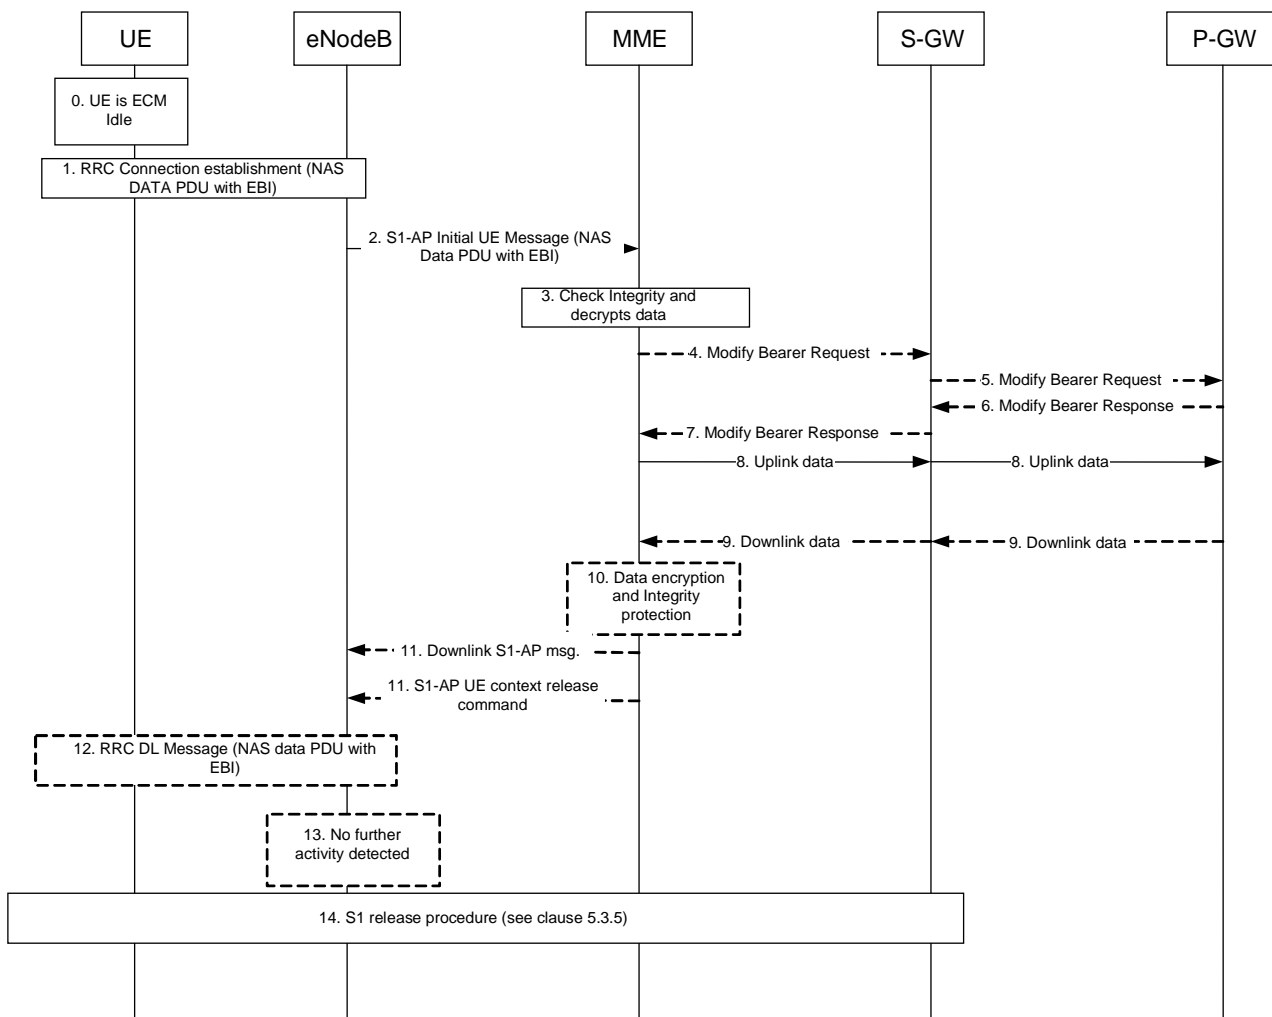 UE
eNodeB
MME
S-GW
P-GW
0. UE is ECM
Idle
1. RRC Connection establishment (NAS
DATA PDU with EBI)
2. S1-AP Initial UE Message (NAS
Data PDU with EBI)
3. Check Integrity and
decrypts data
4. Modify Bearer Request
5. Modify Bearer Request
6. Modify Bearer Response
7. Modify Bearer Response
8. Uplink data
8. Uplink data
9. Downlink data
9. Downlink data
10. Data encryption
and Integrity
protection
11. Downlink S1-AP msg.
11. S1-AP UE context release
command
12. RRC DL Message (NAS data PDU with
EBI)
13. No further
activity detected
14. S1 release procedure (see clause 5.3.5)